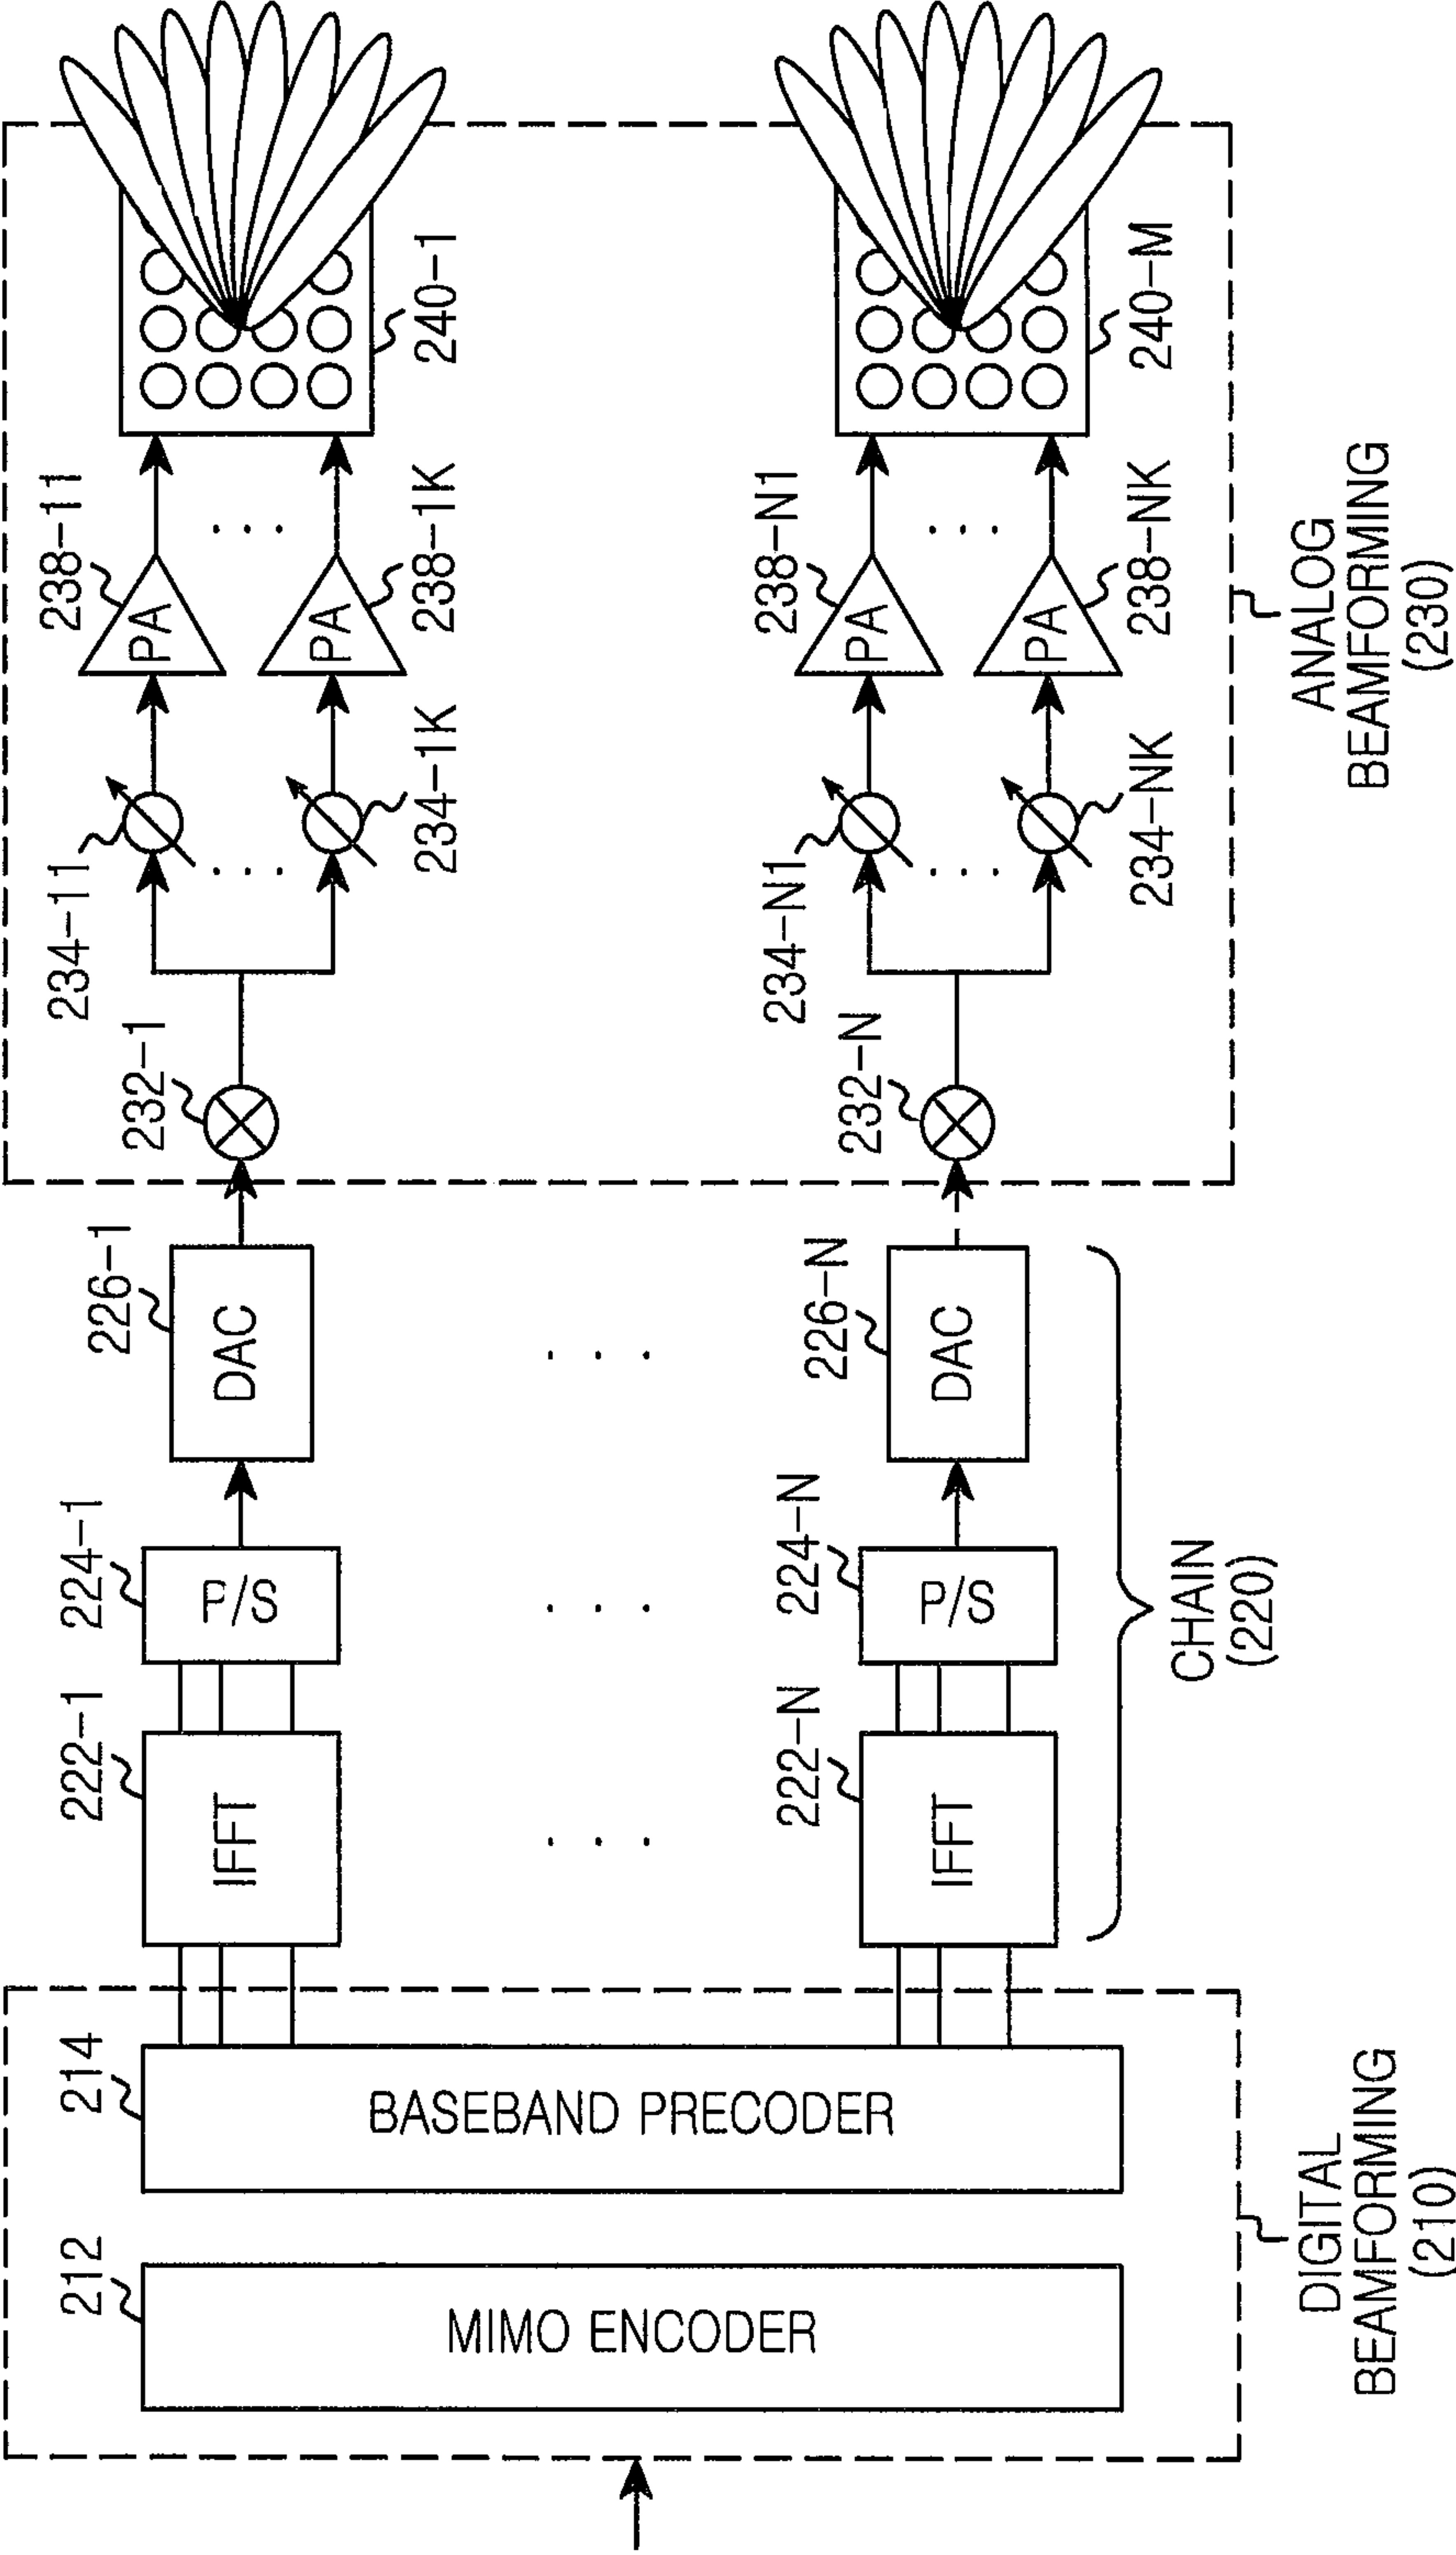 212
MIMO ENCODER
214
BASEBAND PRECODER
DIGITAL
BEAMFORMING
(210)
222-1
IFFT
224-1
P/S
226-1
DAC
222-N
IFFT
224-N
P/S
226-N
DAC
CHAIN
(220)
232-1
234-11
234-1K
238-11
PA
238-1K
PA
240-1
232-N
234-N1
234-NK
238-N1
PA
238-NK
PA
240-M
ANALOG
BEAMFORMING
(230)